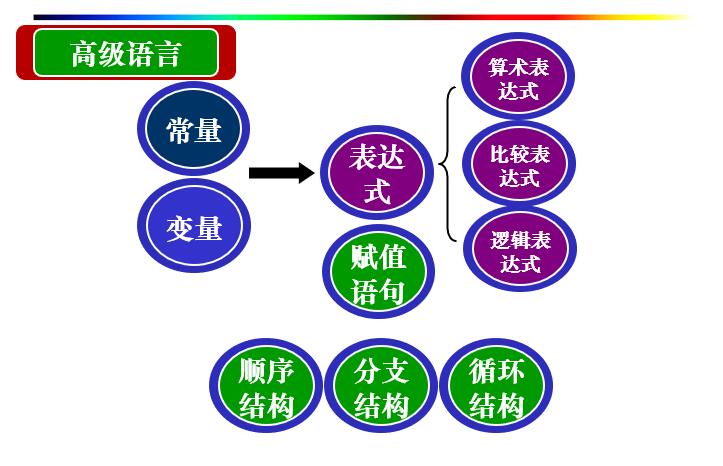 高级语言
常量
变量
表达
式
赋值
语句
算术表
达式
比较表
达式
逻辑表
达式
顺序
结构
分支
结构
循环
结构